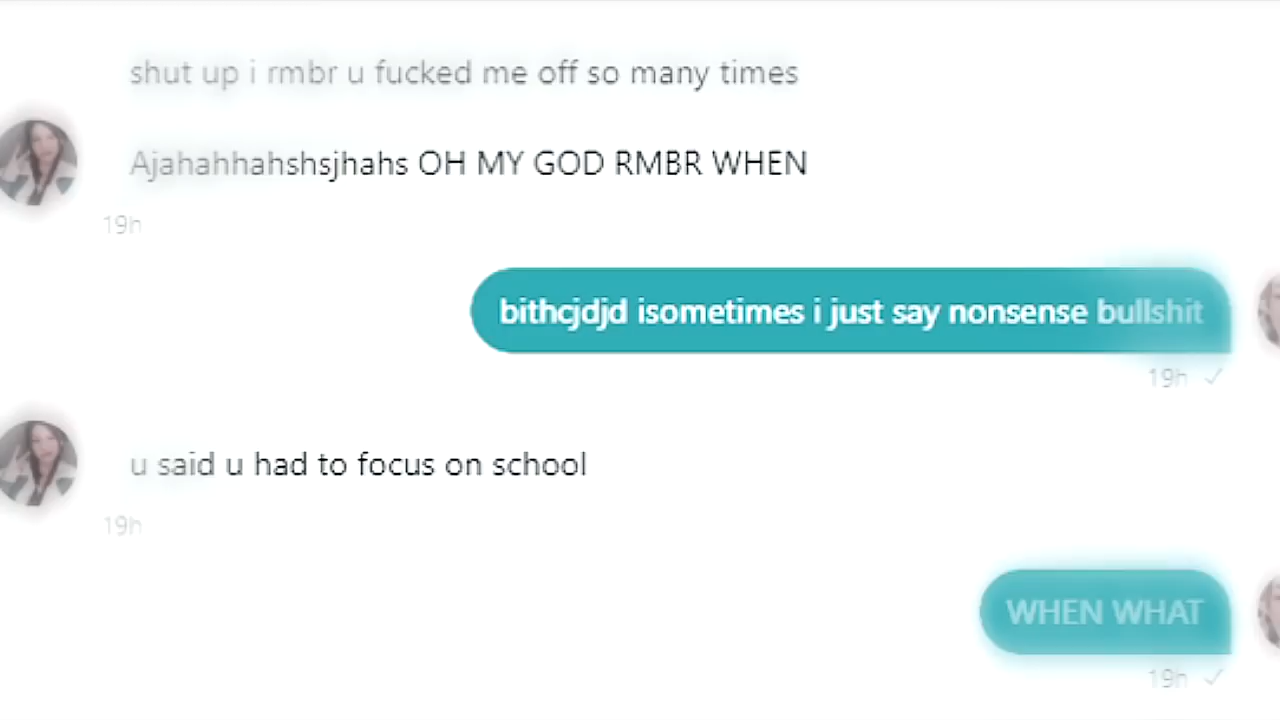 shut up i rmbr u fucked me off so many times
Ajahahhahshsjhahs OH MY GOD RMBR WHEN
19h
bithcjdjd isometimes i just say nonsense bullshit
19h ✓
u said u had to focus on school
19h
WHEN WHAT
19h ✓